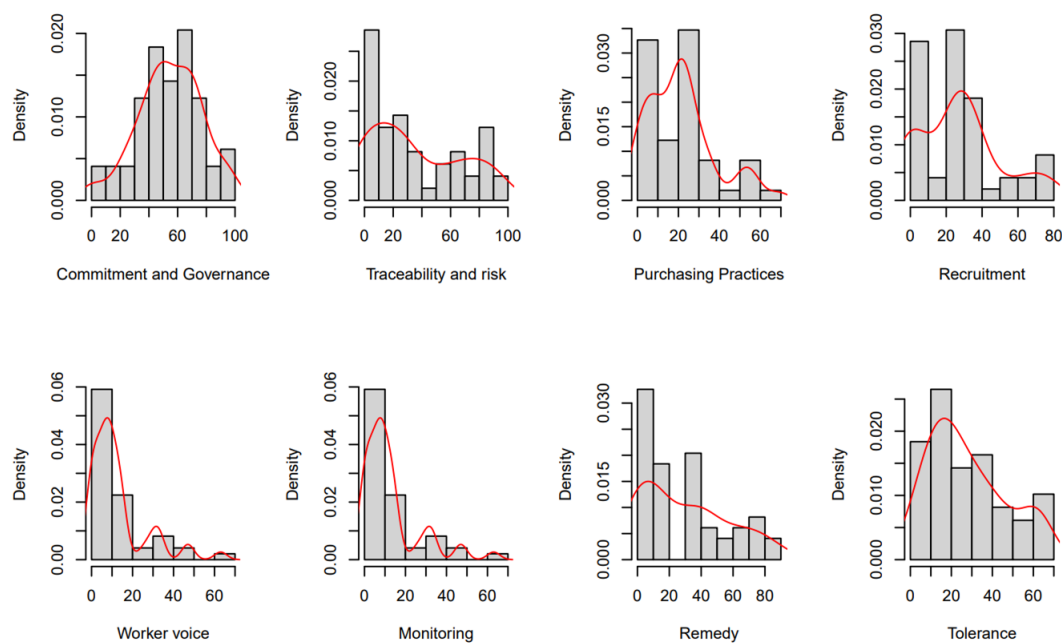 Density
0.000 0.010 0.020
0 20 60 100
Commitment and Governance
Density
0.000 0.010 0.020
0 20 60 100
Traceability and risk
Density
0.000 0.015 0.030
0 20 40 60
Purchasing Practices
Density
0.000 0.010 0.020 0.030
0 20 40 60 80
Recruitment
Density
0.00 0.02 0.04 0.06
0 20 40 60
Worker voice
Density
0.00 0.02 0.04 0.06
0 20 40 60
Monitoring
Density
0.000 0.015 0.030
0 20 40 60 80
Remedy
Density
0.000 0.010 0.020
0 20 40 60
Tolerance